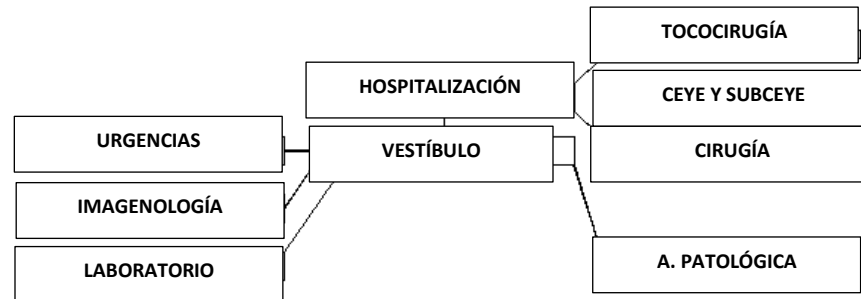 TOCOCIRUGÍA
HOSPITALIZACIÓN
CEYE Y SUBCEYE
URGENCIAS
VESTÍBULO
CIRUGÍA
IMAGENOLOGÍA
LABORATORIO
A. PATOLÓGICA